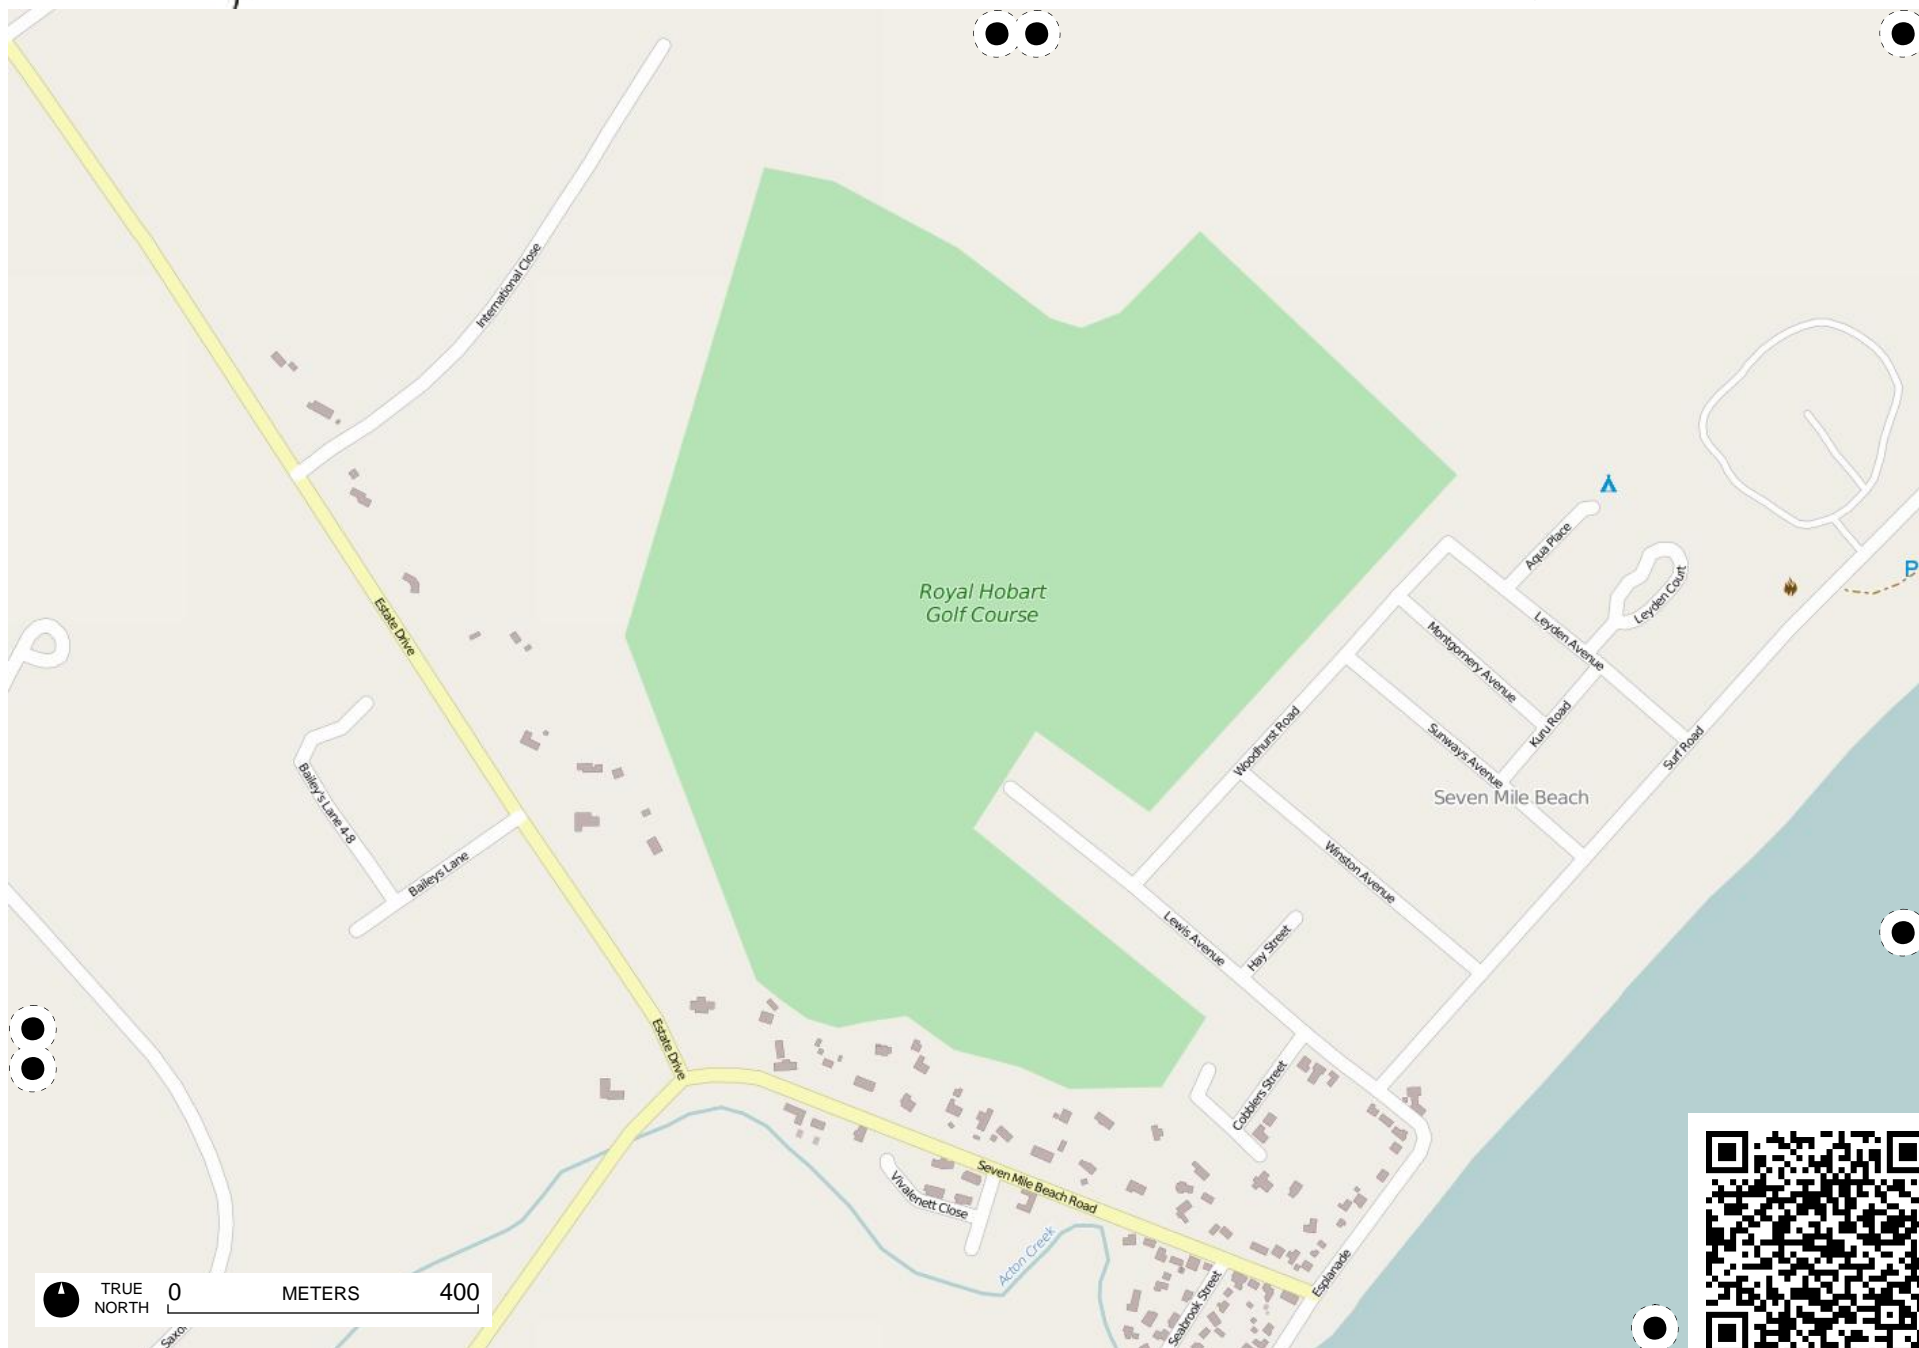 International Close
Estate Drive
Royal Hobart
Golf Course
Aqua Place
Leyden Court
Leyden Avenue
Montgomery Avenue
Kuru Road
Sunways Avenue
Woodhurst Road
Surf Road
Seven Mile Beach
P
Bailey's Lane 4-8
Baileys Lane
Winston Avenue
Lewis Avenue
Hay Street
Estate Drive
Cobblers Street
Vivalenett Close
Seven Mile Beach Road
Acton Creek
Esplanade
Seabrook Street
TRUE
NORTH
0 METERS 400